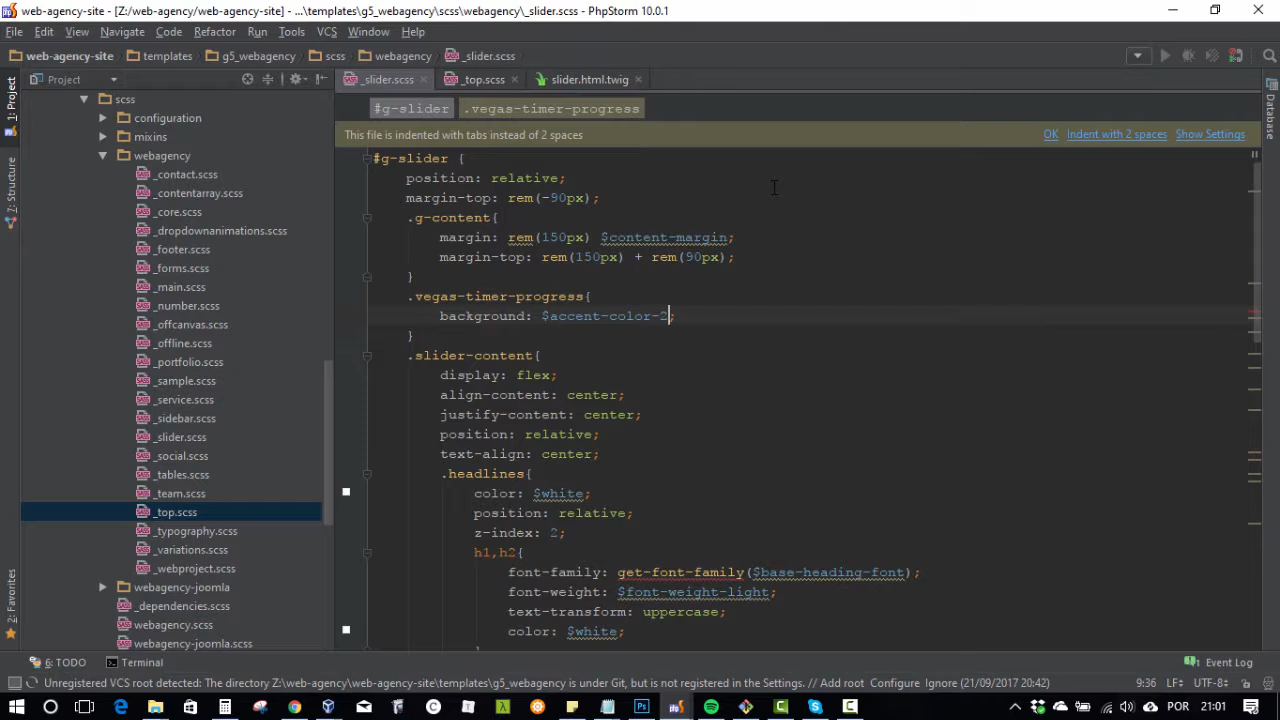 web-agency-site - [Z:/web-agency/web-agency-site] - ...\templates\g5_webagency\scss\webagency\_slider.scss - PhpStorm 10.0.1
File Edit View Navigate Code Refactor Run Tools VCS Window Help
web-agency-site templates g5_webagency scss webagency _slider.scss
Project _slider.scss _top.scss slider.html.twig
1: Project
Z: Structure
2: Favorites
Database
scss
configuration
mixins
webagency
_contact.scss
_contentarray.scss
_core.scss
_dropdownanimations.scss
_footer.scss
_forms.scss
_main.scss
_number.scss
_offcanvas.scss
_offline.scss
_portfolio.scss
_sample.scss
_service.scss
_sidebar.scss
_slider.scss
_social.scss
_tables.scss
_team.scss
_top.scss
_typography.scss
_variations.scss
_webproject.scss
webagency-joomla
_dependencies.scss
webagency.scss
webagency-joomla.scss
#g-slider .vegas-timer-progress
This file is indented with tabs instead of 2 spaces OK Indent with 2 spaces Show Settings
#g-slider {
position: relative;
margin-top: rem(-90px);
.g-content{
margin: rem(150px) $content-margin;
margin-top: rem(150px) + rem(90px);
}
.vegas-timer-progress{
background: $accent-color-2;
}
.slider-content{
display: flex;
align-content: center;
justify-content: center;
position: relative;
text-align: center;
.headlines{
color: $white;
position: relative;
z-index: 2;
h1,h2{
font-family: get-font-family($base-heading-font);
font-weight: $font-weight-light;
text-transform: uppercase;
color: $white;
6: TODO Terminal 1 Event Log
Unregistered VCS root detected: The directory Z:\web-agency\web-agency-site\templates\g5_webagency is under Git, but is not registered in the Settings. // Add root Configure Ignore (21/09/2017 20:42) 9:36 LF÷ UTF-8÷
POR 21:01